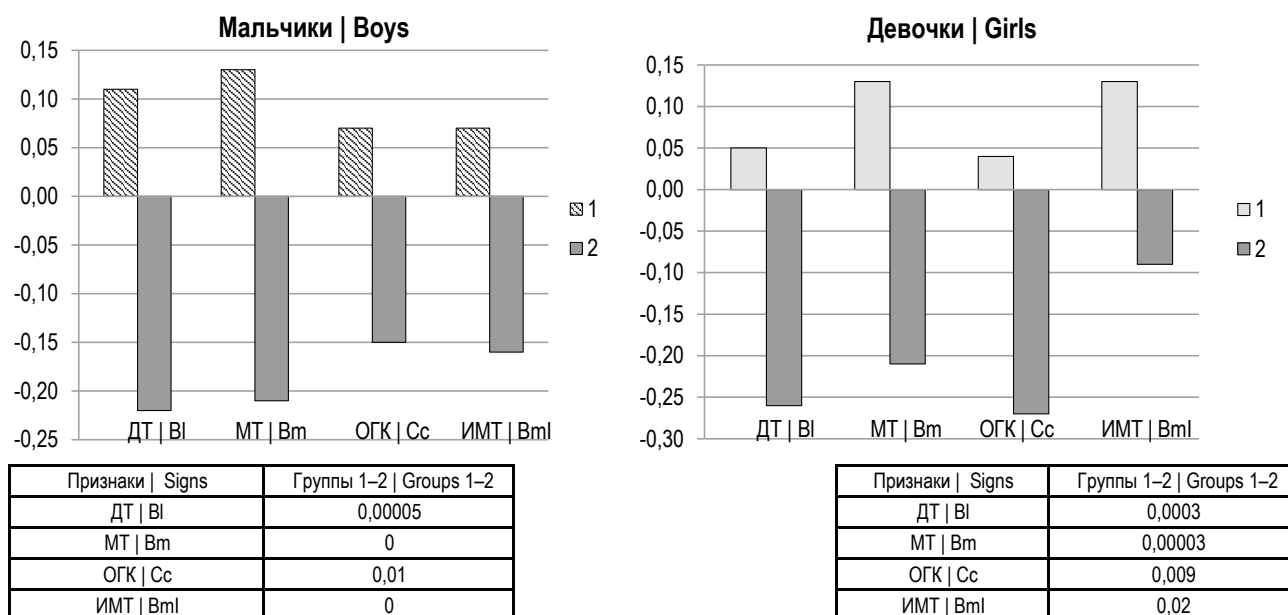 Мальчики | Boys
0,15
0,10
0,05
0,00
-0,05
-0,10
-0,15
-0,20
-0,25
ДТ | Bl МТ | Bm ОГК | Cc ИМТ | BmI
1
2
Девочки | Girls
0,15
0,10
0,05
0,00
-0,05
-0,10
-0,15
-0,20
-0,25
-0,30
ДТ | Bl МТ | Bm ОГК | Cc ИМТ | BmI
1
2
Признаки | Signs Группы 1–2 | Groups 1–2
ДТ | Bl 0,00005
МТ | Bm 0
ОГК | Cc 0,01
ИМТ | BmI 0
Признаки | Signs Группы 1–2 | Groups 1–2
ДТ | Bl 0,0003
МТ | Bm 0,00003
ОГК | Cc 0,009
ИМТ | BmI 0,02